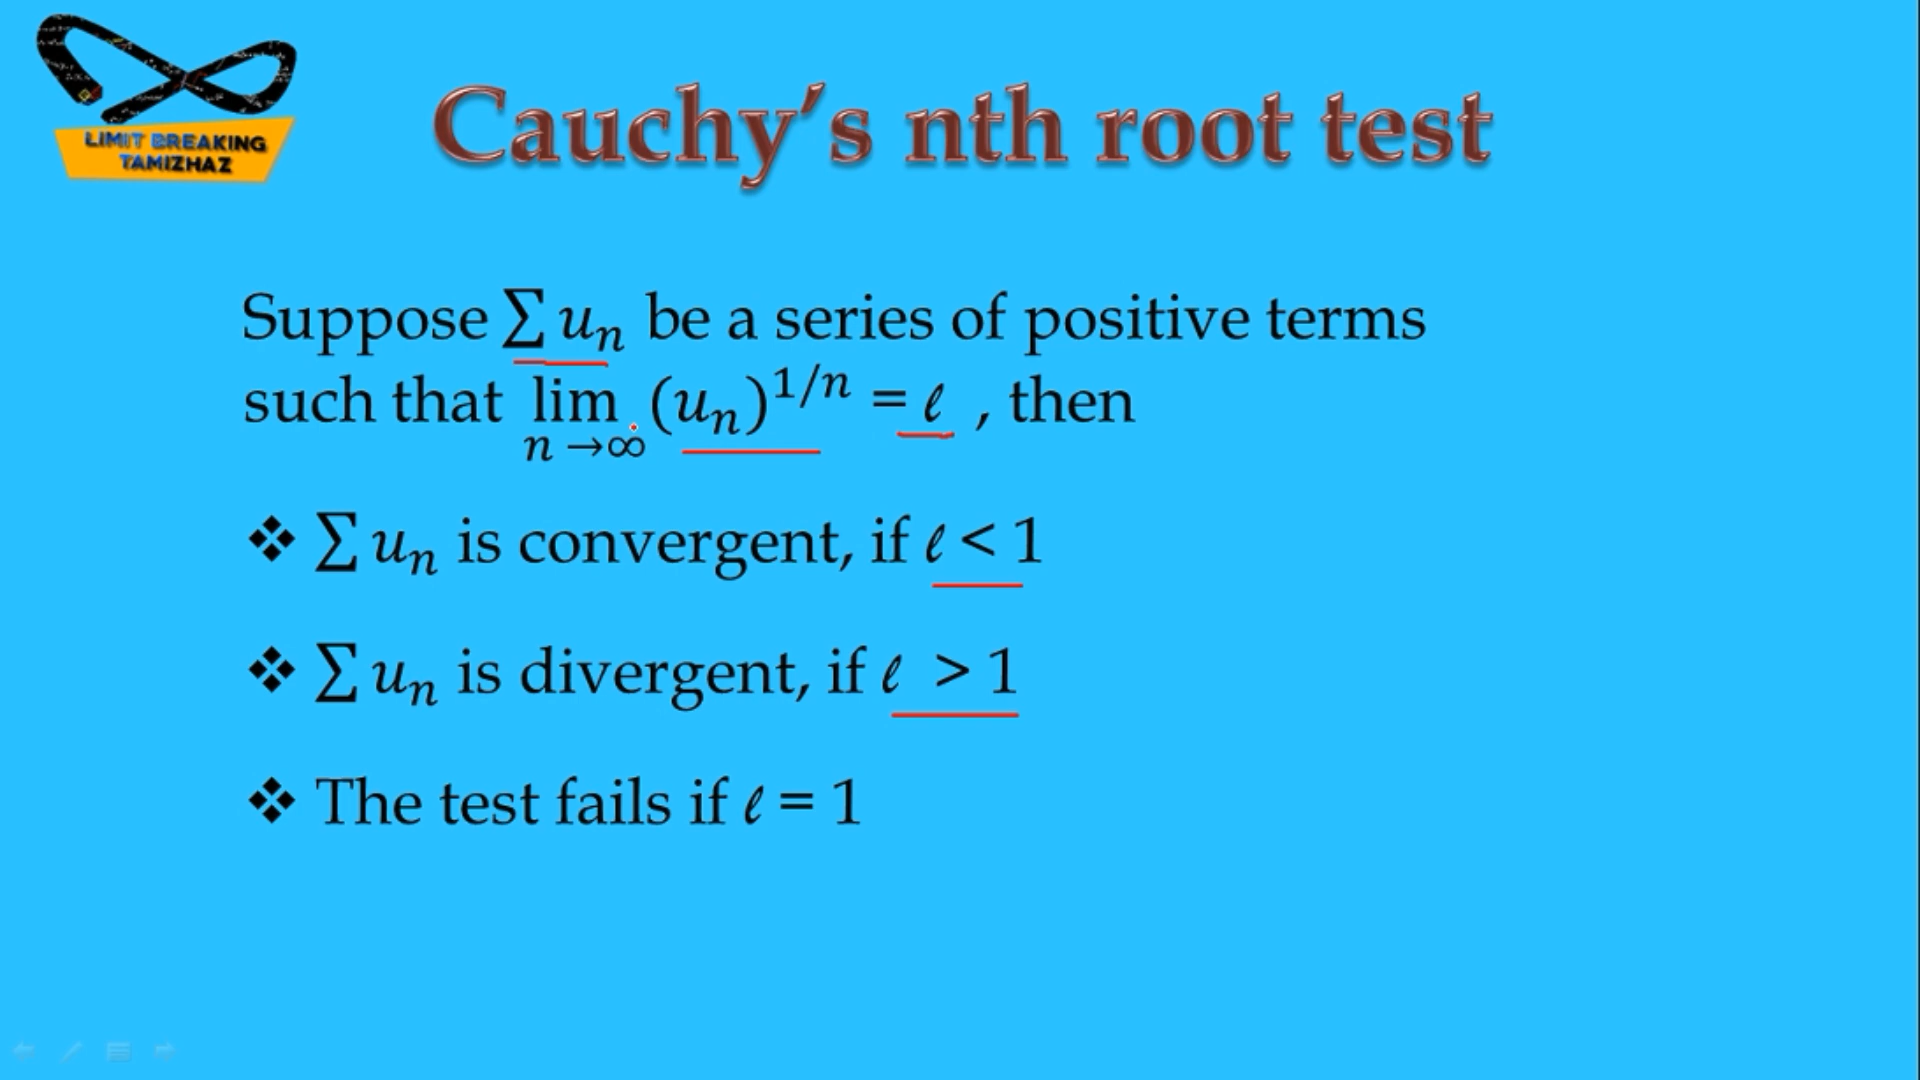 LIMIT BREAKING
TAMIZHAZ
Cauchy's nth root test
Suppose ∑ uₙ be a series of positive terms
such that lim n →∞ (uₙ)^1/n = ℓ , then
❖ ∑ uₙ is convergent, if ℓ < 1
❖ ∑ uₙ is divergent, if ℓ > 1
❖ The test fails if ℓ = 1